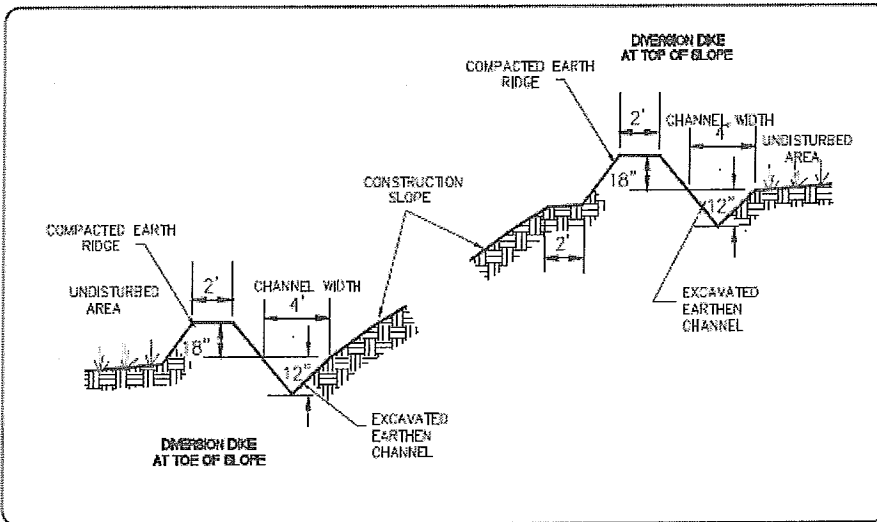 DIVERSION DIKE
AT TOP OF SLOPE
COMPACTED EARTH
RIDGE
2'
CHANNEL WIDTH
4'
UNDISTURBED
AREA
18"
12"
CONSTRUCTION
SLOPE
2'
EXCAVATED
EARTHEN
CHANNEL
COMPACTED EARTH
RIDGE
2'
CHANNEL WIDTH
4'
UNDISTURBED
AREA
18"
12"
EXCAVATED
EARTHEN
CHANNEL
DIVERSION DIKE
AT TOE OF SLOPE